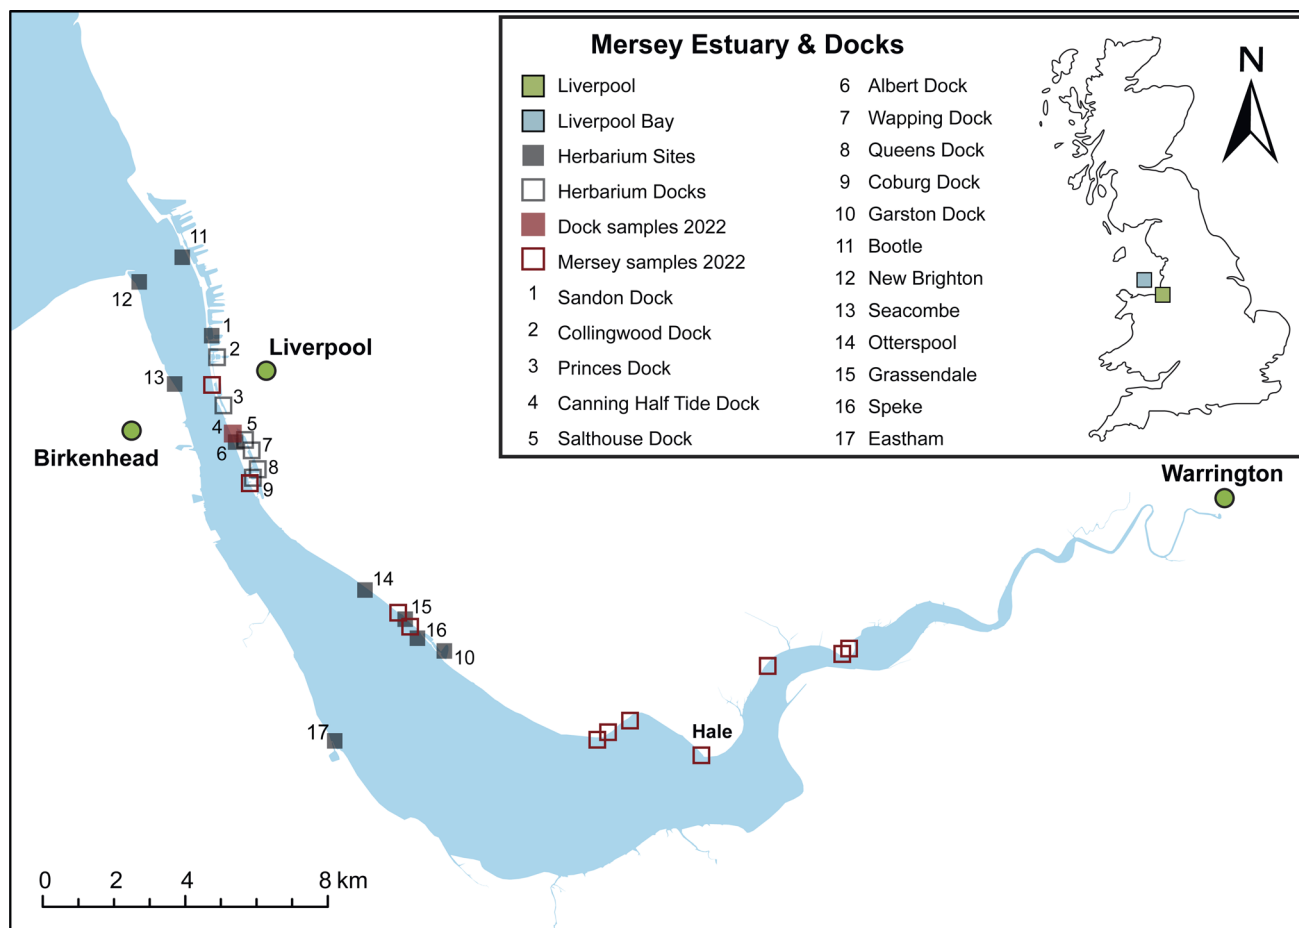 Mersey Estuary & Docks
Liverpool
Liverpool Bay
Herbarium Sites
Herbarium Docks
Dock samples 2022
Mersey samples 2022
1 Sandon Dock
2 Collingwood Dock
3 Princes Dock
4 Canning Half Tide Dock
5 Salthouse Dock
6 Albert Dock
7 Wapping Dock
8 Queens Dock
9 Coburg Dock
10 Garston Dock
11 Bootle
12 New Brighton
13 Seacombe
14 Otterspool
15 Grassendale
16 Speke
17 Eastham
N
11
12
1
2
Liverpool
13
3
4
5
Birkenhead
6
7
8
9
Warrington
14
15
16
10
17
Hale
0 2 4 8 km